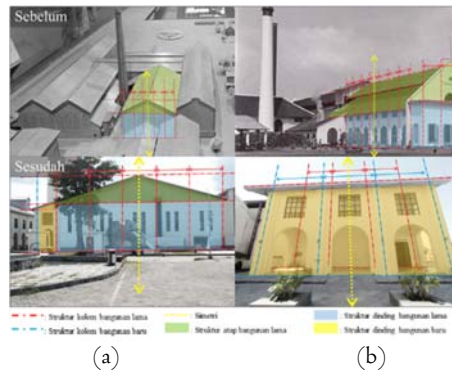 Sebelum
Sesudah
: Struktur kolom bangunan lama
: Simetri
: Struktur dinding bangunan lama
: Struktur kolom bangunan baru
: Struktur atap bangunan lama
: Struktur dinding bangunan baru
(a)
(b)